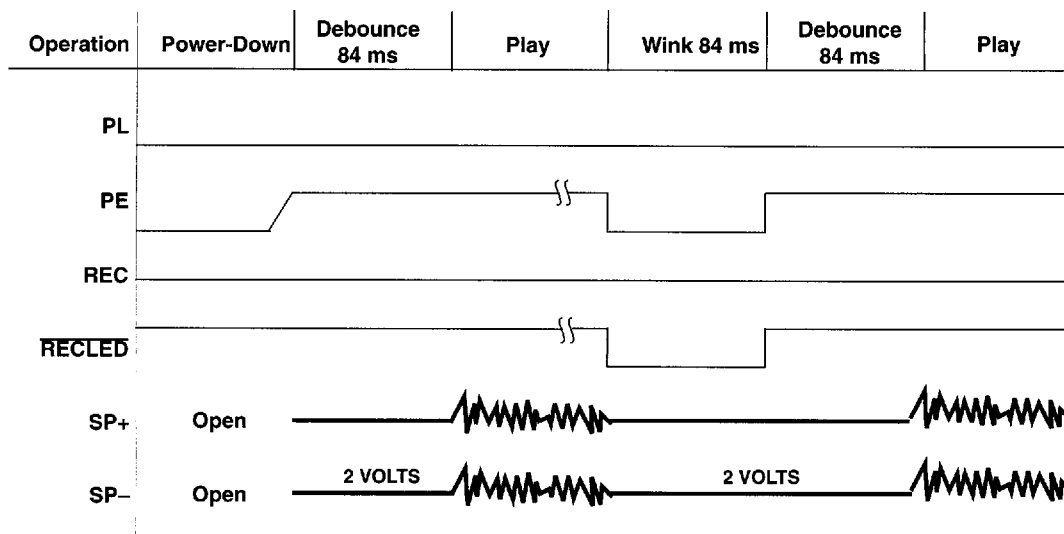 Operation Power-Down Debounce 84 ms Play Wink 84 ms Debounce 84 ms Play
PL
PE
REC
RECLED
SP+ Open
SP– Open 2 VOLTS 2 VOLTS